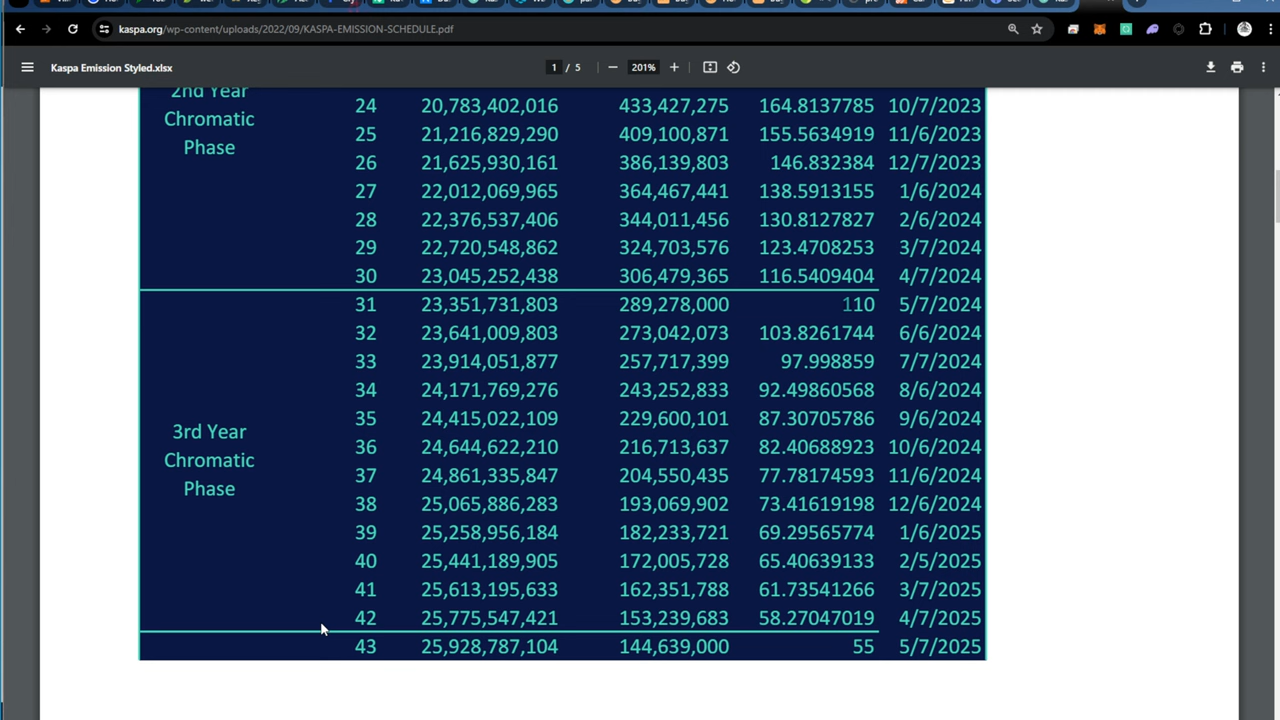 kaspa.org/wp-content/uploads/2022/09/KASPA-EMISSION-SCHEDULE.pdf
Kaspa Emission Styled.xlsx
1 / 5
201%
2nd Year
Chromatic
Phase
24 20,783,402,016 433,427,275 164.8137785 10/7/2023
25 21,216,829,290 409,100,871 155.5634919 11/6/2023
26 21,625,930,161 386,139,803 146.832384 12/7/2023
27 22,012,069,965 364,467,441 138.5913155 1/6/2024
28 22,376,537,406 344,011,456 130.8127827 2/6/2024
29 22,720,548,862 324,703,576 123.4708253 3/7/2024
30 23,045,252,438 306,479,365 116.5409404 4/7/2024
3rd Year
Chromatic
Phase
31 23,351,731,803 289,278,000 110 5/7/2024
32 23,641,009,803 273,042,073 103.8261744 6/6/2024
33 23,914,051,877 257,717,399 97.998859 7/7/2024
34 24,171,769,276 243,252,833 92.49860568 8/6/2024
35 24,415,022,109 229,600,101 87.30705786 9/6/2024
36 24,644,622,210 216,713,637 82.40688923 10/6/2024
37 24,861,335,847 204,550,435 77.78174593 11/6/2024
38 25,065,886,283 193,069,902 73.41619198 12/6/2024
39 25,258,956,184 182,233,721 69.29565774 1/6/2025
40 25,441,189,905 172,005,728 65.40639133 2/5/2025
41 25,613,195,633 162,351,788 61.73541266 3/7/2025
42 25,775,547,421 153,239,683 58.27047019 4/7/2025
43 25,928,787,104 144,639,000 55 5/7/2025